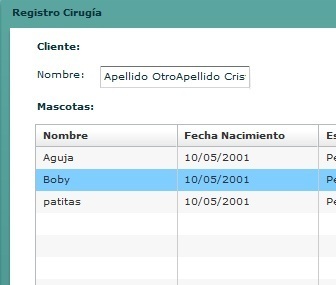 Registro Cirugía
Cliente:
Nombre: Apellido OtroApellido Cris
Mascotas:
Nombre Fecha Nacimiento Es
Aguja 10/05/2001 Pe
Boby 10/05/2001 Pe
patitas 10/05/2001 Pe